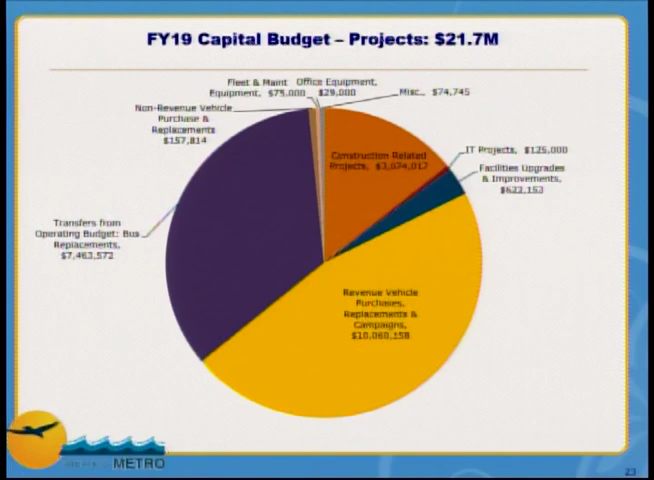 FY19 Capital Budget – Projects: $21.7M
Fleet & Maint
Equipment, $75,000
Office Equipment,
$29,000
Misc., $74,745
Non-Revenue Vehicle
Purchase &
Replacements
$157,814
Construction Related
Projects, $3,074,017
IT Projects, $125,000
Facilities Upgrades
& Improvements,
$622,153
Transfers from
Operating Budget: Bus
Replacements,
$7,463,572
Revenue Vehicle
Purchases,
Replacements &
Campaigns,
$10,060,158
METRO
23